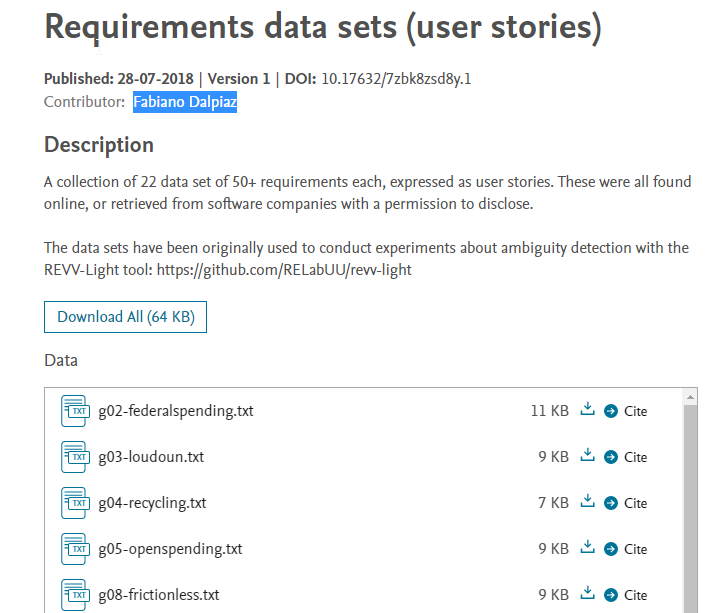 Requirements data sets (user stories)
Published: 28-07-2018 | Version 1 | DOI: 10.17632/7zbk8zsd8y.1
Contributor: Fabiano Dalpiaz
Description
A collection of 22 data set of 50+ requirements each, expressed as user stories. These were all found
online, or retrieved from software companies with a permission to disclose.
The data sets have been originally used to conduct experiments about ambiguity detection with the
REVV-Light tool: https://github.com/RELabUU/revv-light
Download All (64 KB)
Data
TXT g02-federalspending.txt 11 KB Cite
TXT g03-loudoun.txt 9 KB Cite
TXT g04-recycling.txt 7 KB Cite
TXT g05-openspending.txt 9 KB Cite
TXT g08-frictionless.txt 9 KB Cite